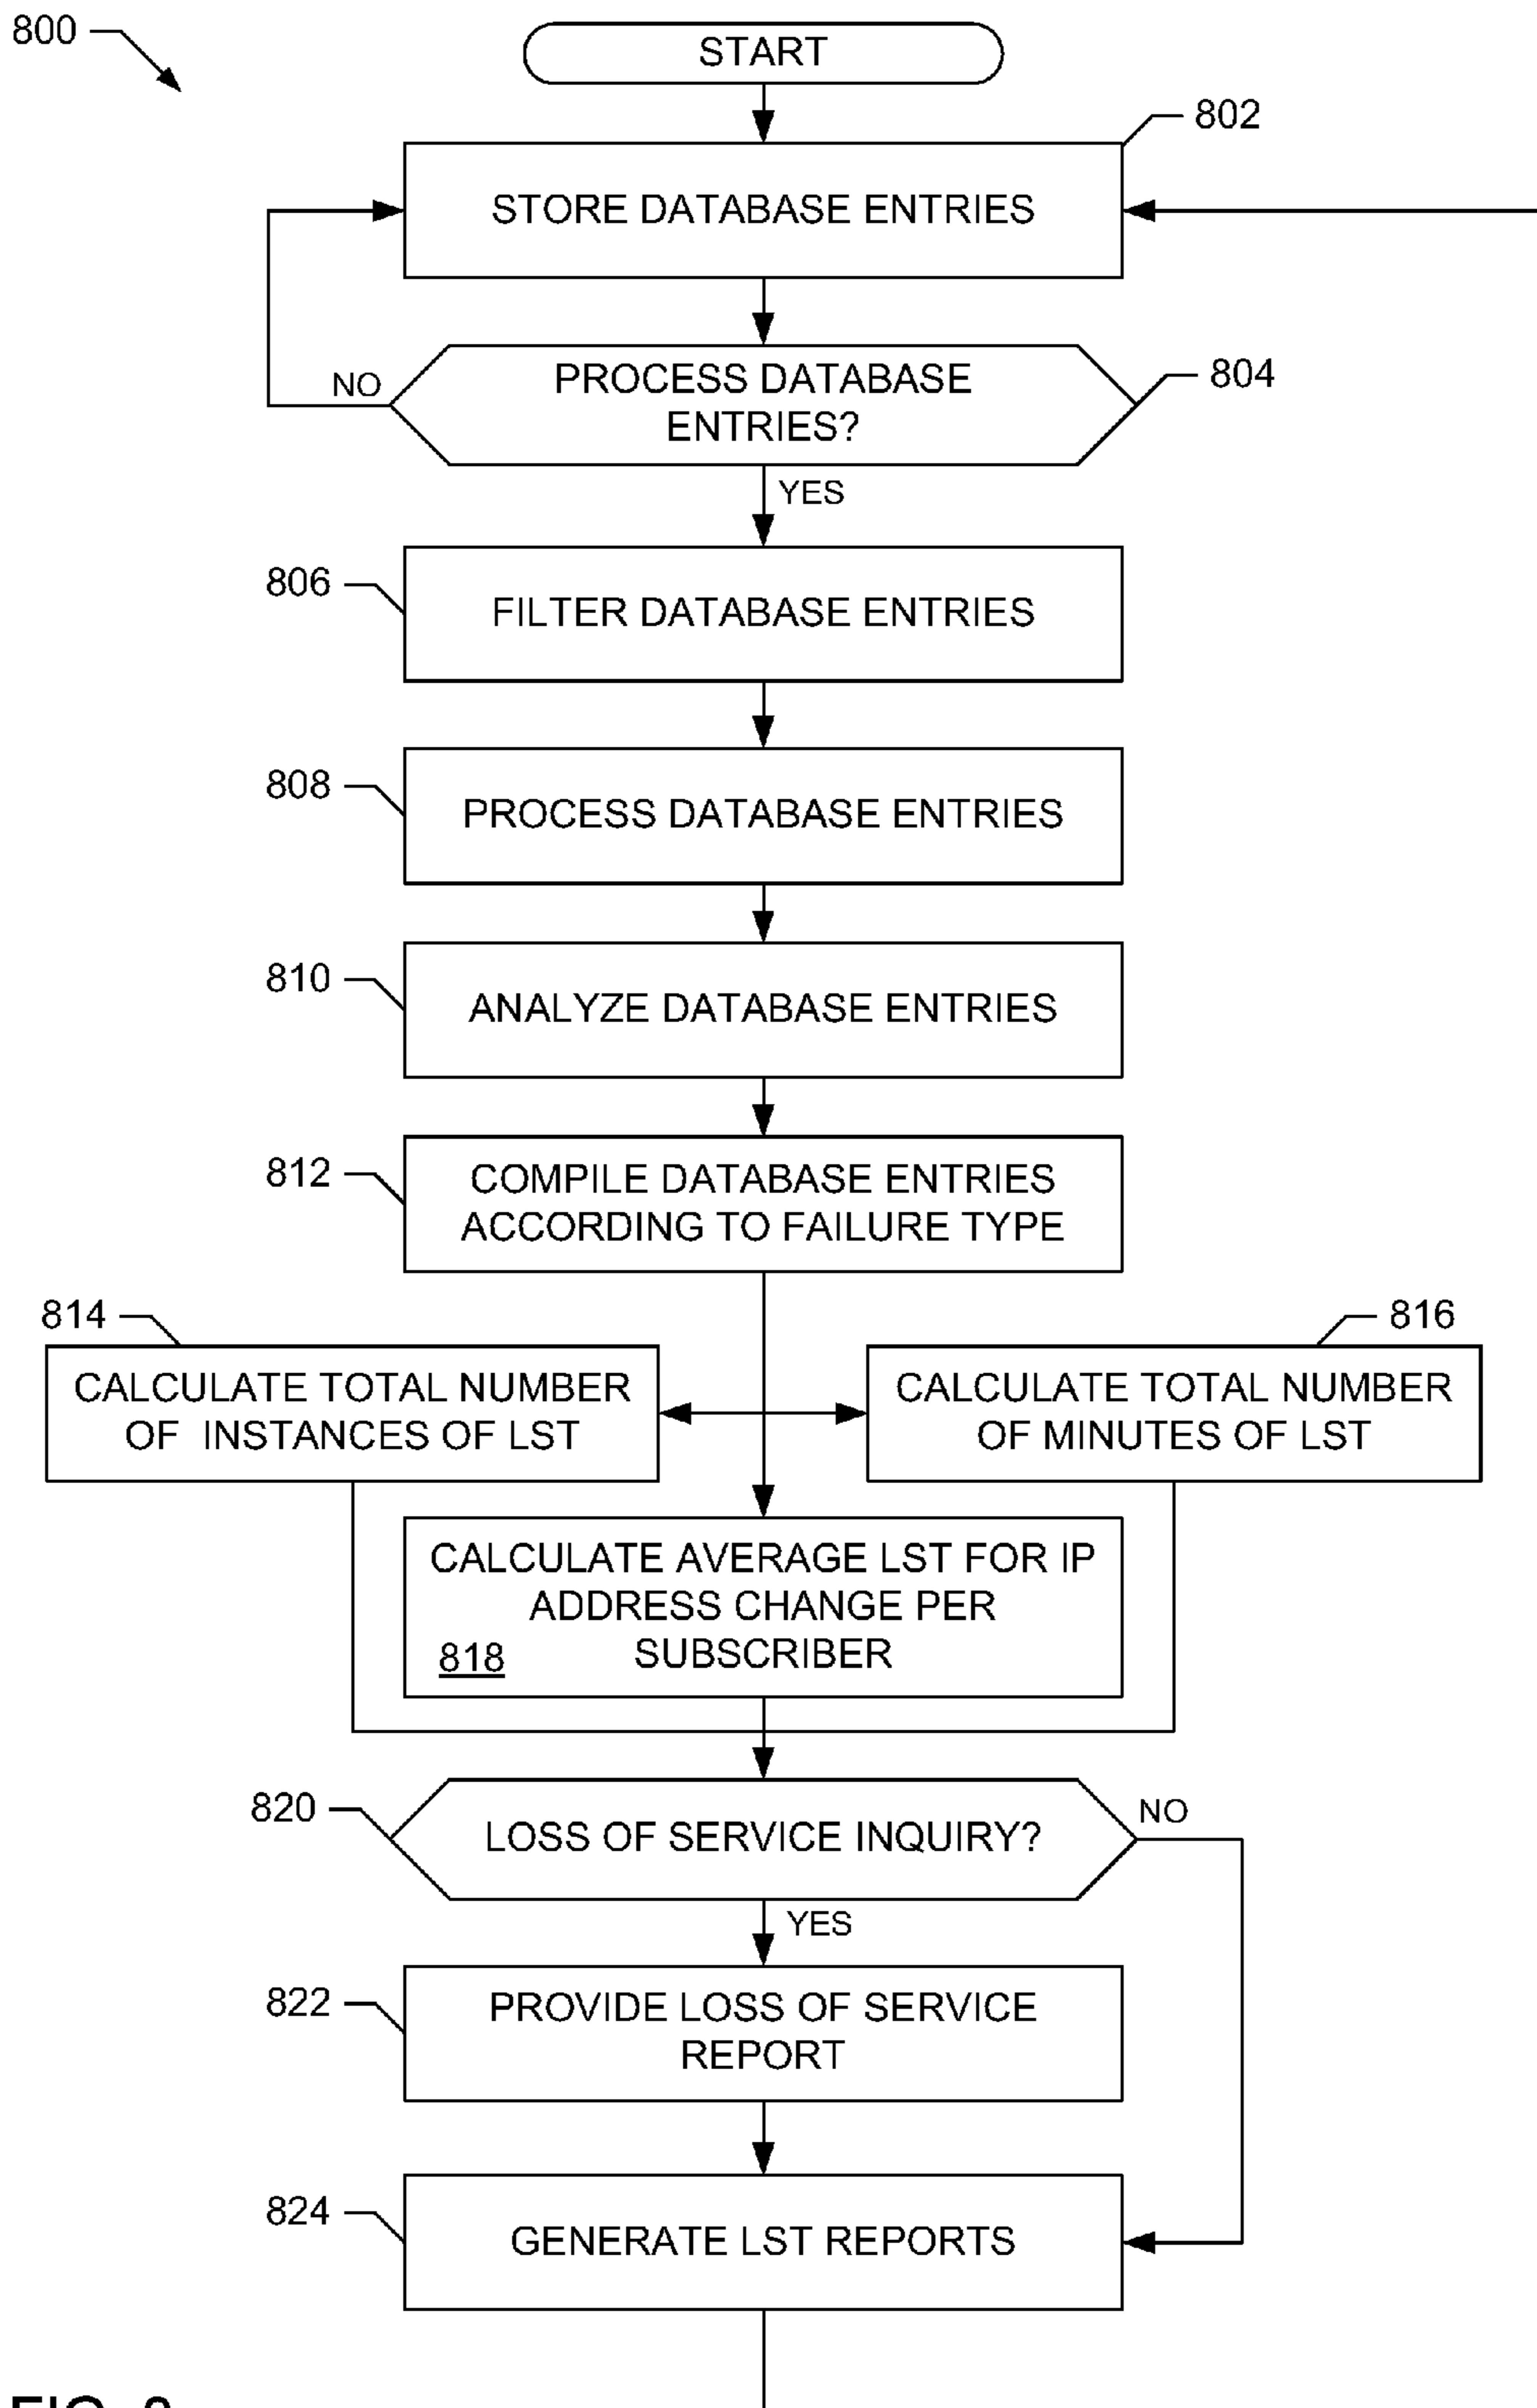 800
START
802
STORE DATABASE ENTRIES
NO
PROCESS DATABASE
ENTRIES?
804
YES
806
FILTER DATABASE ENTRIES
808
PROCESS DATABASE ENTRIES
810
ANALYZE DATABASE ENTRIES
812
COMPILE DATABASE ENTRIES
ACCORDING TO FAILURE TYPE
814
CALCULATE TOTAL NUMBER
OF INSTANCES OF LST
816
CALCULATE TOTAL NUMBER
OF MINUTES OF LST
CALCULATE AVERAGE LST FOR IP
ADDRESS CHANGE PER
SUBSCRIBER
818
820
LOSS OF SERVICE INQUIRY?
NO
YES
822
PROVIDE LOSS OF SERVICE
REPORT
824
GENERATE LST REPORTS
FIG.